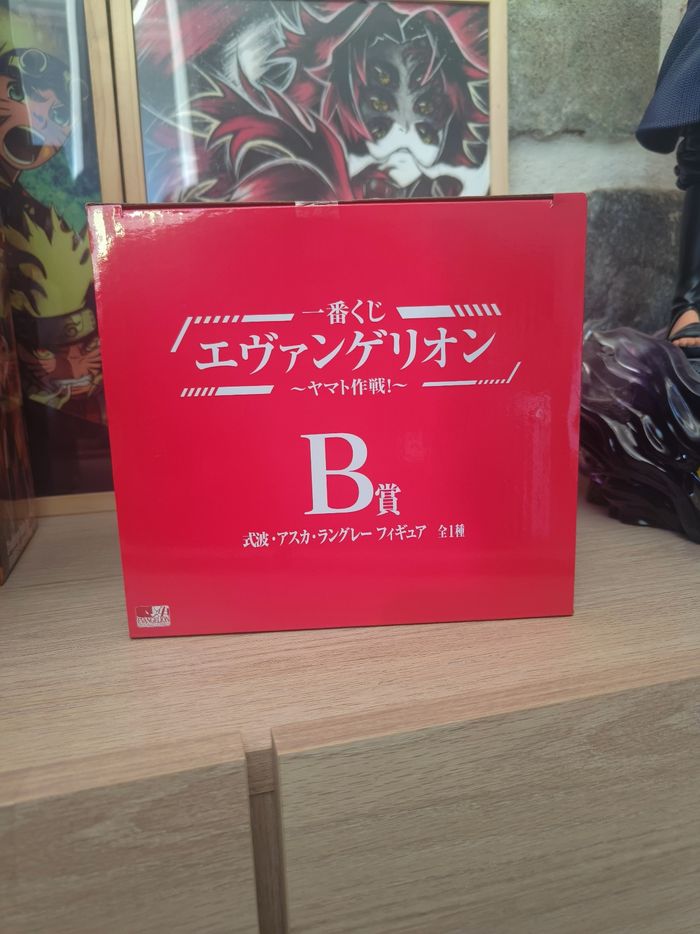 一番くじ
エヴァンゲリオン
～ヤマト作戦!～
B賞
式波・アスカ・ラングレー フィギュア 全1種
EVANGELION